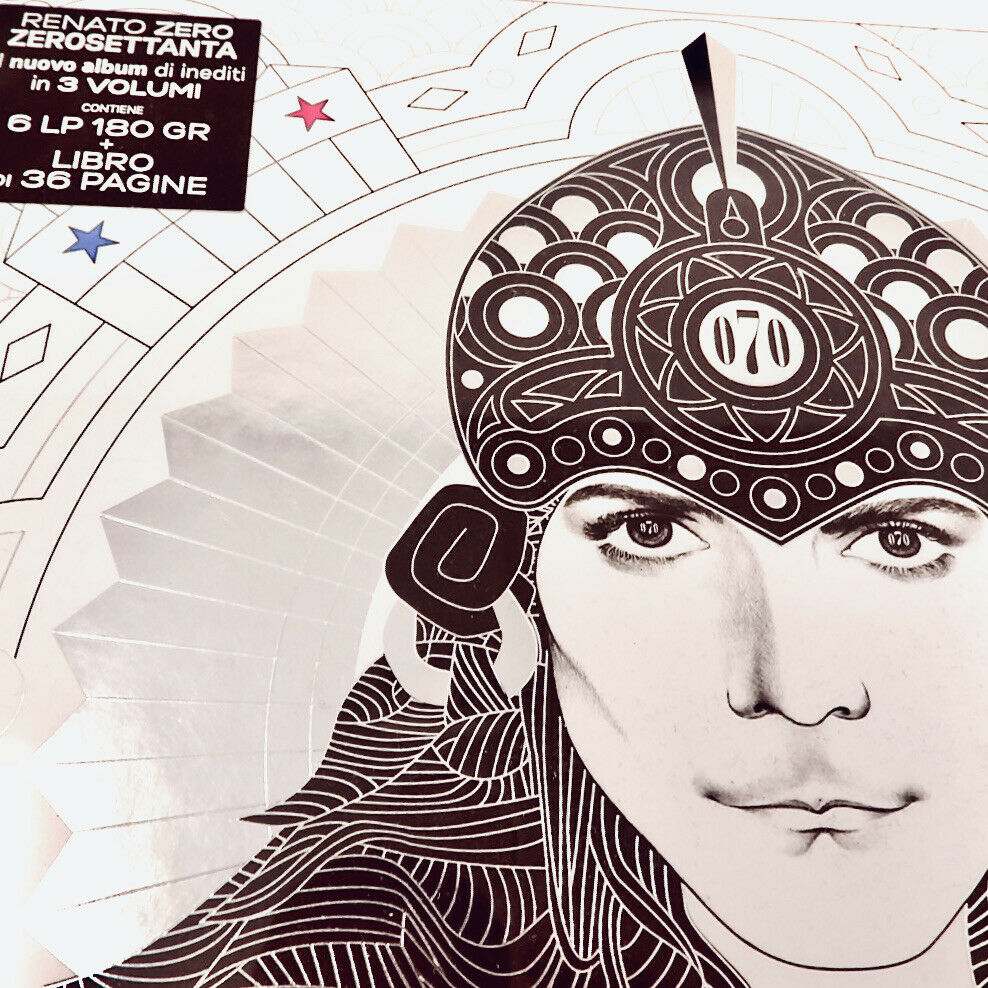 RENATO ZERO
ZEROSETTANTA
l nuovo album di inediti
in 3 VOLUMI
CONTIENE
6 LP 180 GR
+
LIBRO
DI 36 PAGINE
070
070
070